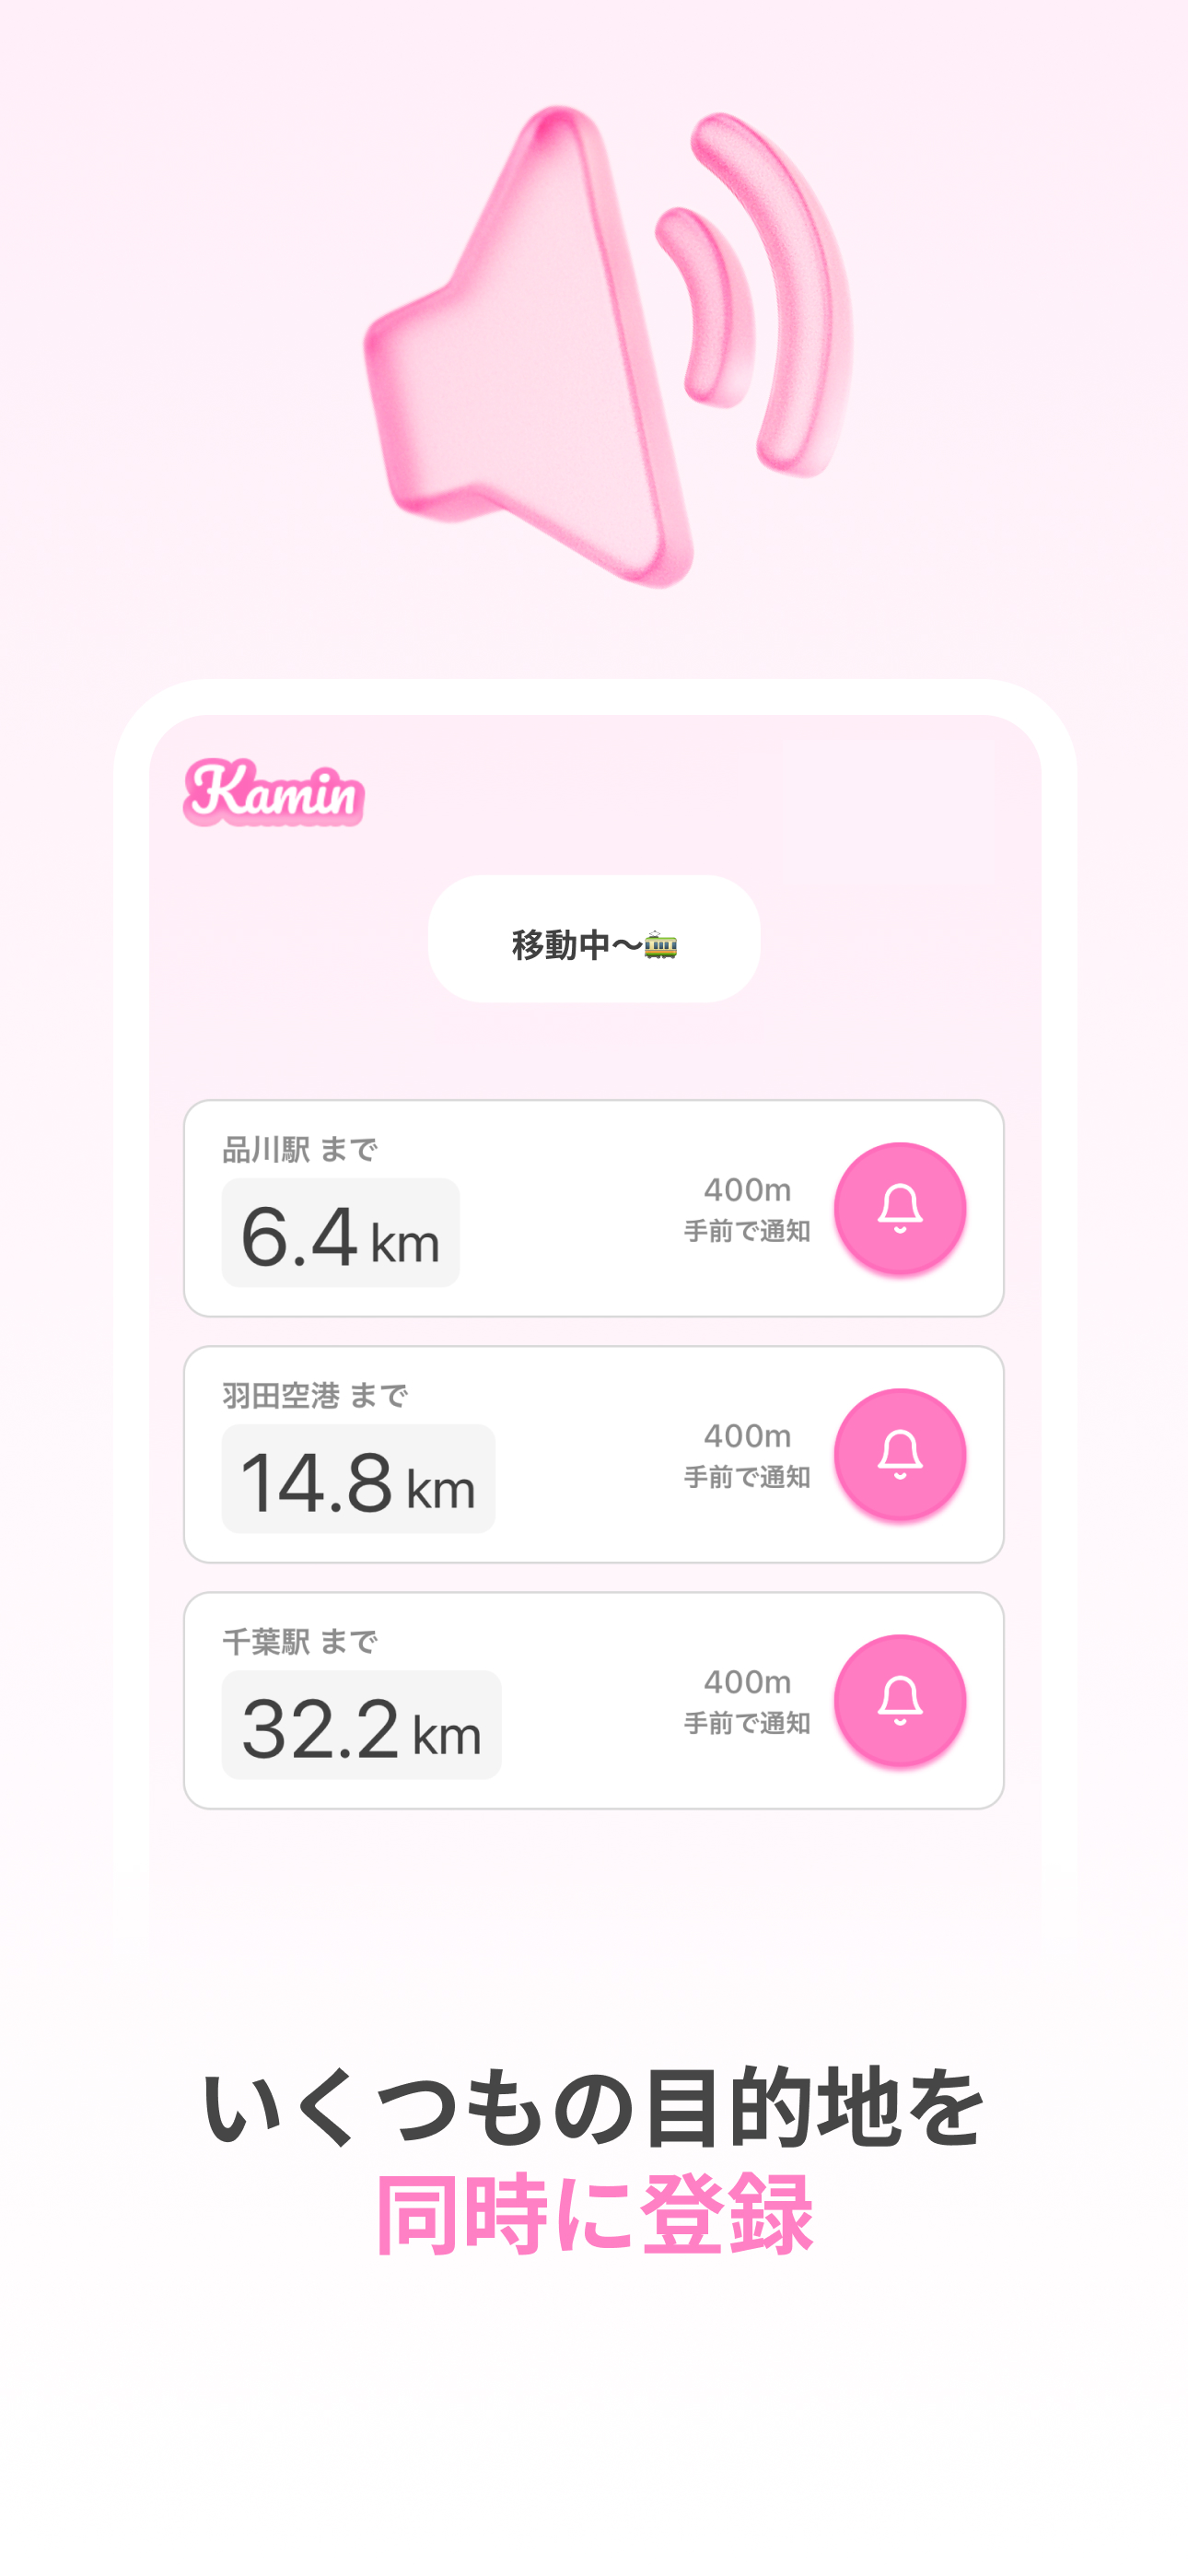 Kamin
移動中〜🚋
品川駅 まで
6.4 km
400m
手前で通知
羽田空港 まで
14.8 km
400m
手前で通知
千葉駅 まで
32.2 km
400m
手前で通知
いくつもの目的地を
同時に登録